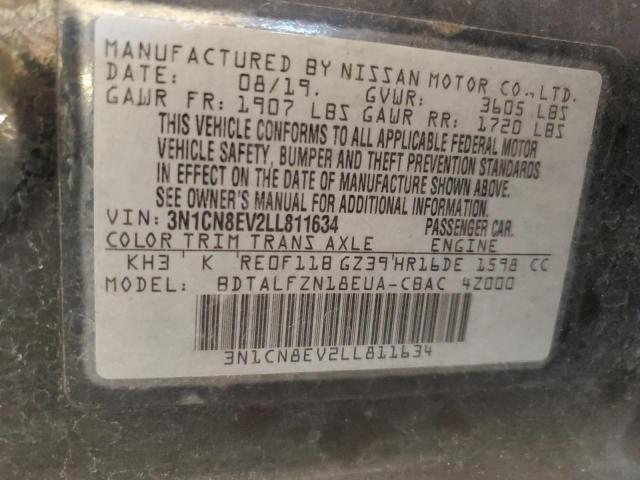 MANUFACTURED BY NISSAN MOTOR CO., LTD.
DATE: 08/19. GVWR: 3605 LBS
GAWR FR: 1907 LBS GAWR RR: 1720 LBS
THIS VEHICLE CONFORMS TO ALL APPLICABLE FEDERAL MOTOR
VEHICLE SAFETY, BUMPER AND THEFT PREVENTION STANDARDS
IN EFFECT ON THE DATE OF MANUFACTURE SHOWN ABOVE.
SEE OWNER'S MANUAL FOR ADDITIONAL INFORMATION.
VIN: 3N1CN8EV2LL811634 PASSENGER CAR.
COLOR TRIM TRANS AXLE ENGINE
KH3 K RE0F11B GZ39 HR16DE 1598 CC
MODEL: BDTALFZN18EUA-CBAC 4Z000
3N1CN8EV2LL811634